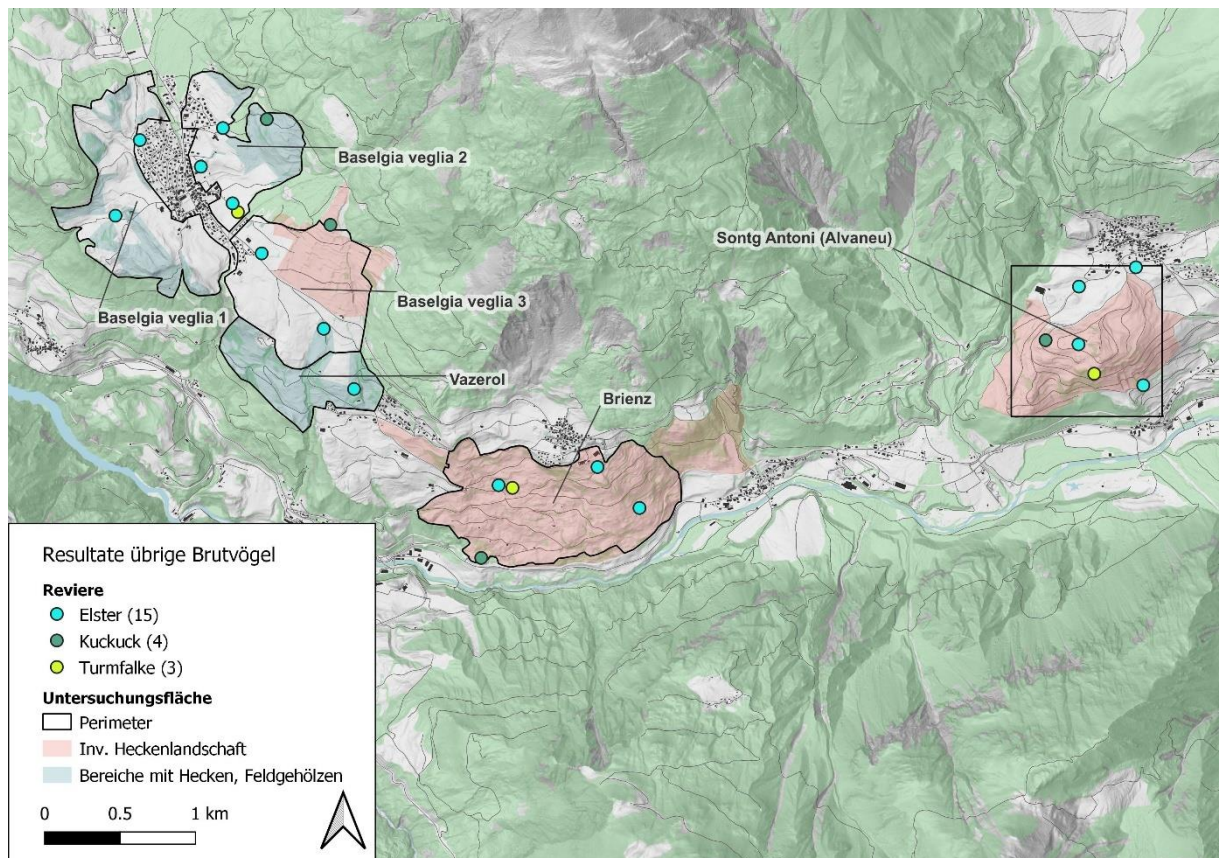 Baselgia veglia 2
Sontg Antoni (Alvaneu)
Baselgia veglia 3
Baselgia veglia 1
Vazerol
Brienz
Resultate übrige Brutvögel
Reviere
Elster (15)
Kuckuck (4)
Turmfalke (3)
Untersuchungsfläche
Perimeter
Inv. Heckenlandschaft
Bereiche mit Hecken, Feldgehölzen
0 0.5 1 km